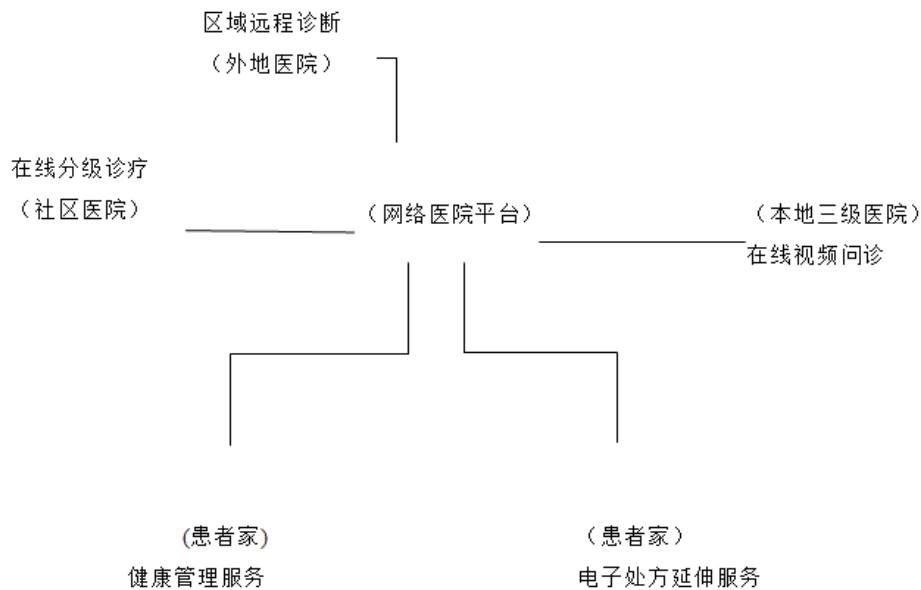 区域远程诊断
（外地医院）
在线分级诊疗
（社区医院）
（网络医院平台）
（本地三级医院）
在线视频问诊
(患者家)
健康管理服务
（患者家）
电子处方延伸服务